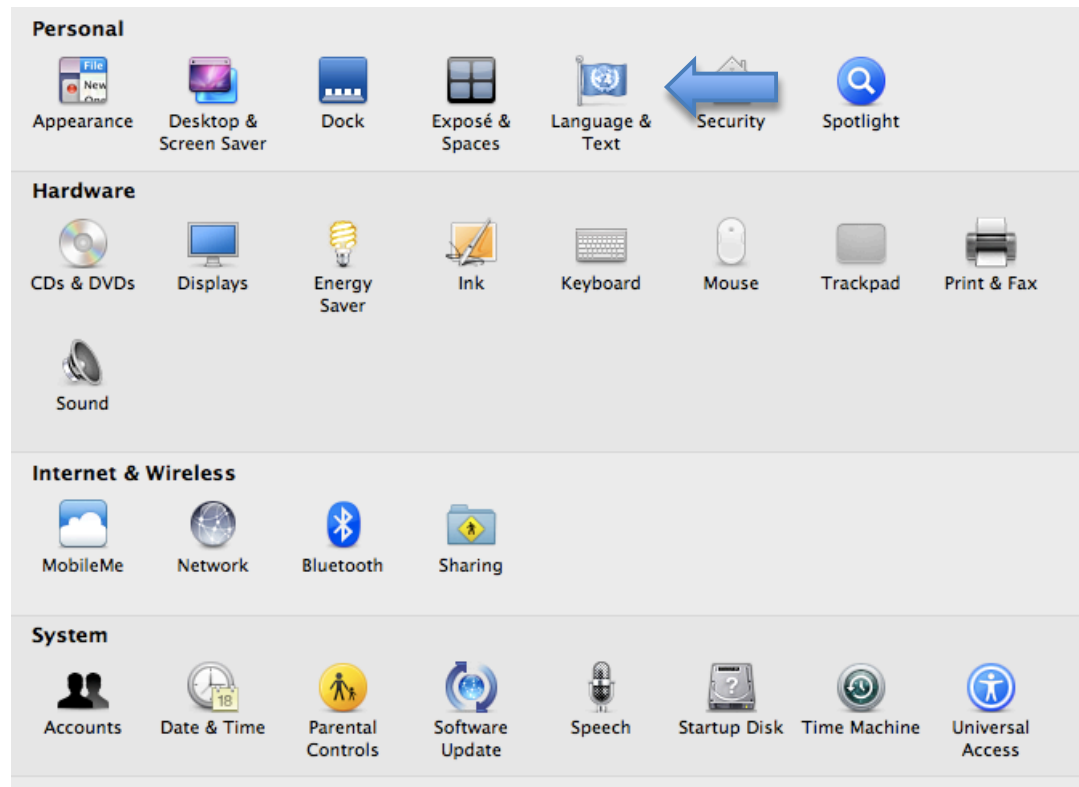 Personal
File
New
One
Appearance
Desktop &
Screen Saver
Dock
Exposé &
Spaces
Language &
Text
Security
Spotlight
Hardware
CDs & DVDs
Displays
Energy
Saver
Ink
Keyboard
Mouse
Trackpad
Print & Fax
Sound
Internet & Wireless
MobileMe
Network
Bluetooth
Sharing
System
18
?
Accounts
Date & Time
Parental
Controls
Software
Update
Speech
Startup Disk
Time Machine
Universal
Access